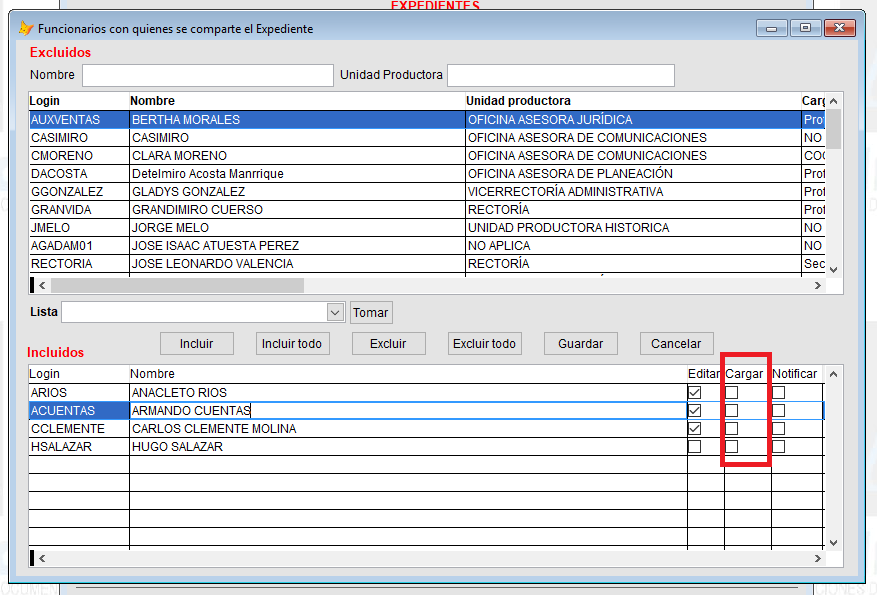 EXPEDIENTES
Funcionarios con quienes se comparte el Expediente
Excluidos
Nombre Unidad Productora
Login Nombre Unidad productora
AUXVENTAS BERTHA MORALES OFICINA ASESORA JURÍDICA
CASIMIRO CASIMIRO OFICINA ASESORA DE COMUNICACIONES NO
CMORENO CLARA MORENO OFICINA ASESORA DE COMUNICACIONES
DACOSTA Detelmiro Acosta Manrrique OFICINA ASESORA DE PLANEACIÓN
GGONZALEZ GLADYS GONZALEZ VICERRECTORÍA ADMINISTRATIVA
GRANVIDA GRANDIMIRO CUERSO RECTORÍA
JMELO JORGE MELO UNIDAD PRODUCTORA HISTORICA NO
AGADAM01 JOSE ISAAC ATUESTA PEREZ NO APLICA NO
RECTORIA JOSE LEONARDO VALENCIA RECTORÍA Sec
Lista Tomar
Incluir Incluir todo Excluir Excluir todo Guardar Cancelar
Incluidos
Login Nombre Editar Cargar Notificar
ARIOS ANACLETO RIOS
ACUENTAS ARMANDO CUENTAS
CCLEMENTE CARLOS CLEMENTE MOLINA
HSALAZAR HUGO SALAZAR